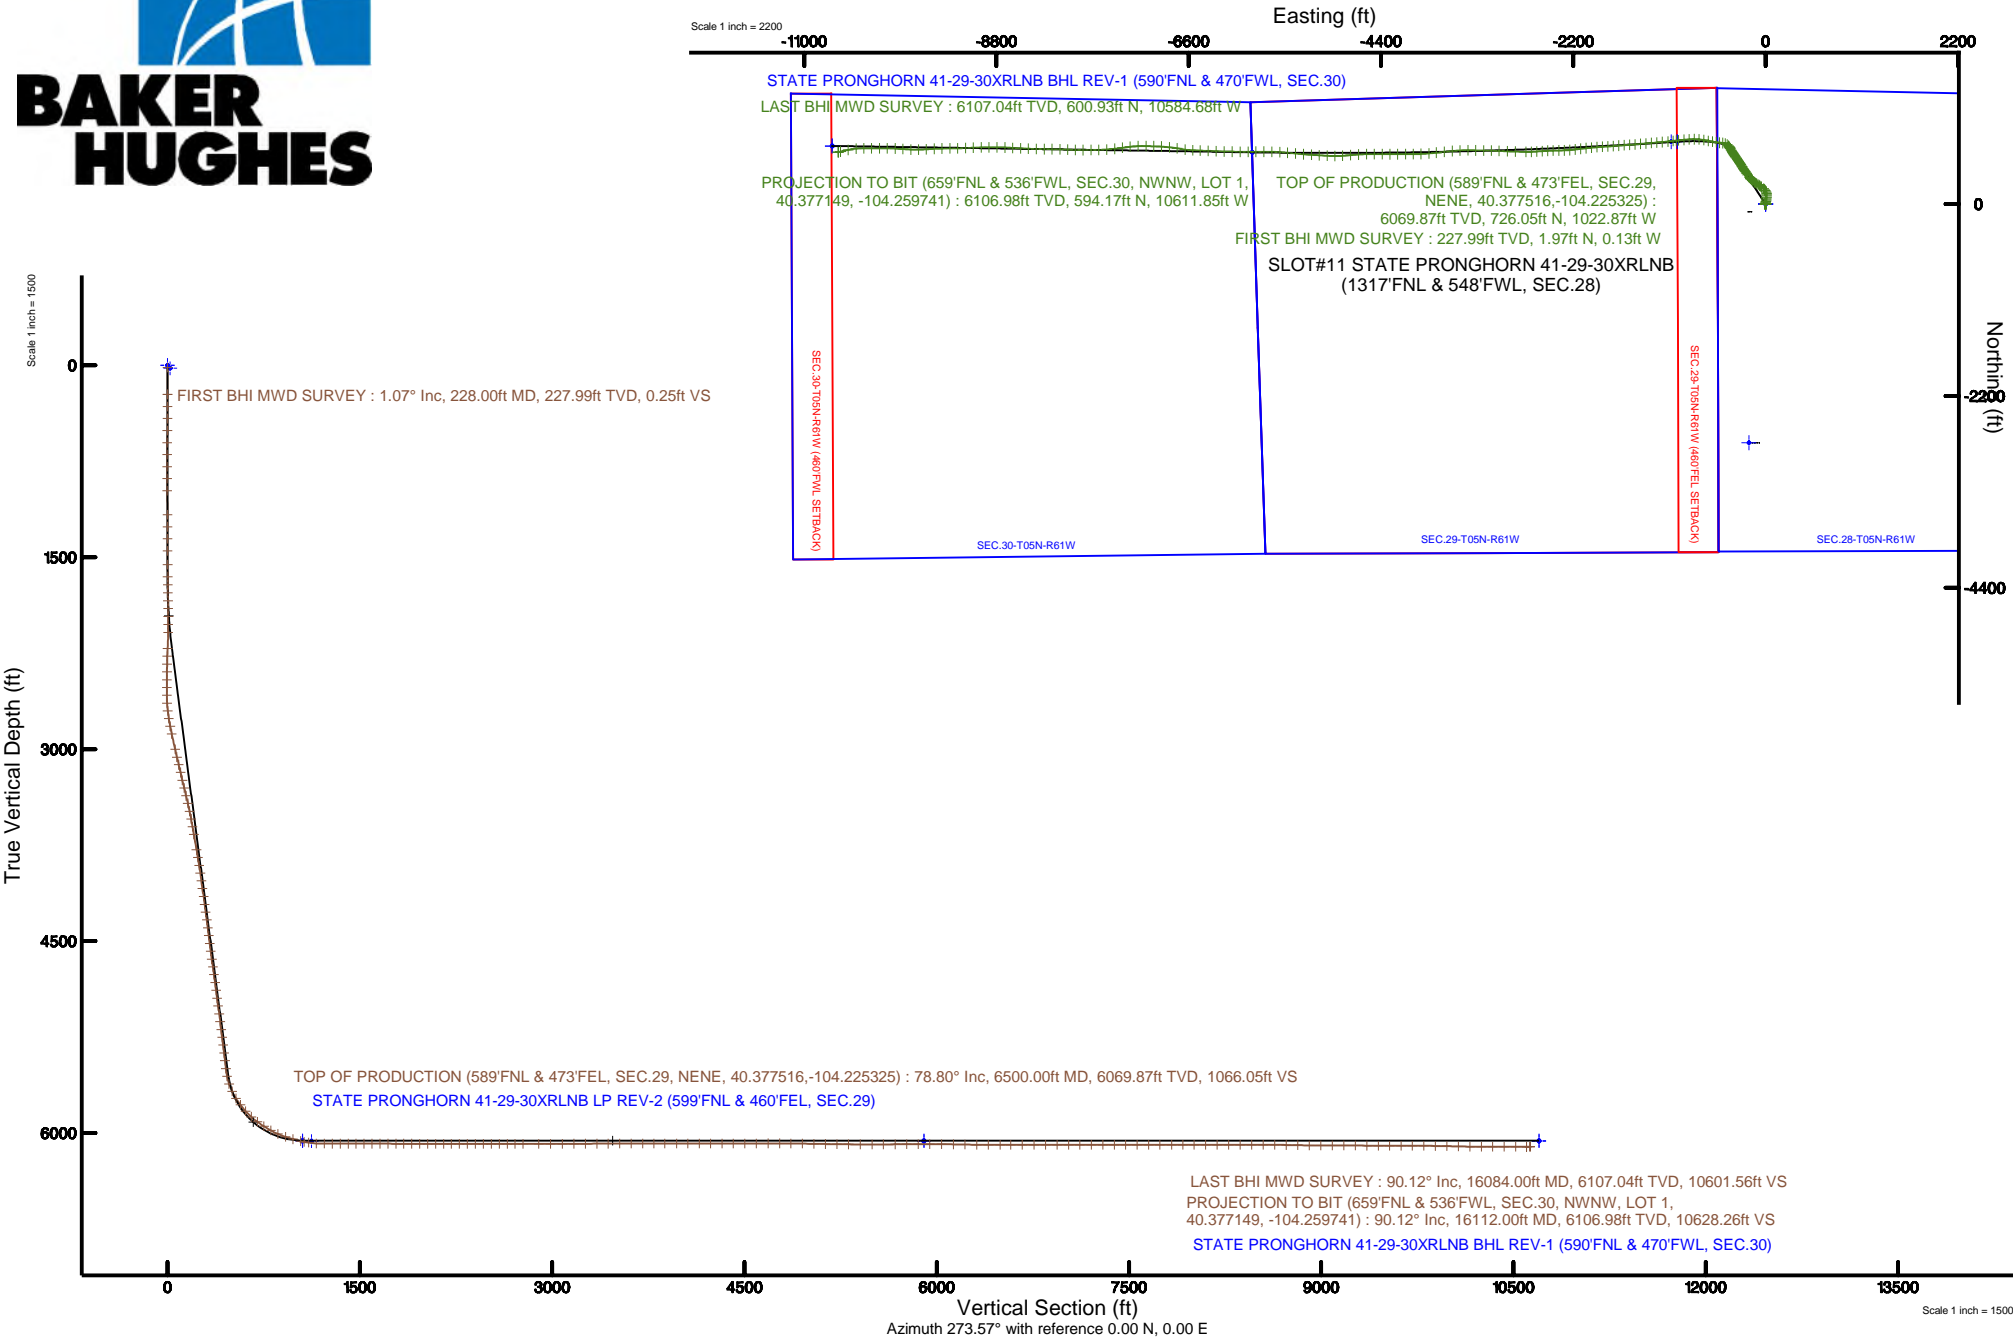 BAKER
HUGHES
Scale 1 inch = 2200
Easting (ft)
-11000 -8800 -6600 -4400 -2200 0 2200
STATE PRONGHORN 41-29-30XRLNB BHL REV-1 (590'FNL & 470'FWL, SEC.30)
LAST BHI MWD SURVEY : 6107.04ft TVD, 600.93ft N, 10584.68ft W
PROJECTION TO BIT (659'FNL & 536'FWL, SEC.30, NWNW, LOT 1,
40.377149, -104.259741) : 6106.98ft TVD, 594.17ft N, 10611.85ft W
TOP OF PRODUCTION (589'FNL & 473'FEL, SEC.29,
NENE, 40.377516,-104.225325) :
6069.87ft TVD, 726.05ft N, 1022.87ft W
FIRST BHI MWD SURVEY : 227.99ft TVD, 1.97ft N, 0.13ft W
SLOT#11 STATE PRONGHORN 41-29-30XRLNB
(1317'FNL & 548'FWL, SEC.28)
SEC.30-T05N-R61W (460'FWL SETBACK)
SEC.29-T05N-R61W (460'FEL SETBACK)
SEC.30-T05N-R61W
SEC.29-T05N-R61W
SEC.28-T05N-R61W
0
-2200
-4400
Northing (ft)
Scale 1 inch = 1500
True Vertical Depth (ft)
0
1500
3000
4500
6000
FIRST BHI MWD SURVEY : 1.07° Inc, 228.00ft MD, 227.99ft TVD, 0.25ft VS
TOP OF PRODUCTION (589'FNL & 473'FEL, SEC.29, NENE, 40.377516,-104.225325) : 78.80° Inc, 6500.00ft MD, 6069.87ft TVD, 1066.05ft VS
STATE PRONGHORN 41-29-30XRLNB LP REV-2 (599'FNL & 460'FEL, SEC.29)
LAST BHI MWD SURVEY : 90.12° Inc, 16084.00ft MD, 6107.04ft TVD, 10601.56ft VS
PROJECTION TO BIT (659'FNL & 536'FWL, SEC.30, NWNW, LOT 1,
40.377149, -104.259741) : 90.12° Inc, 16112.00ft MD, 6106.98ft TVD, 10628.26ft VS
STATE PRONGHORN 41-29-30XRLNB BHL REV-1 (590'FNL & 470'FWL, SEC.30)
0 1500 3000 4500 6000 7500 9000 10500 12000 13500
Vertical Section (ft)
Azimuth 273.57° with reference 0.00 N, 0.00 E
Scale 1 inch = 1500